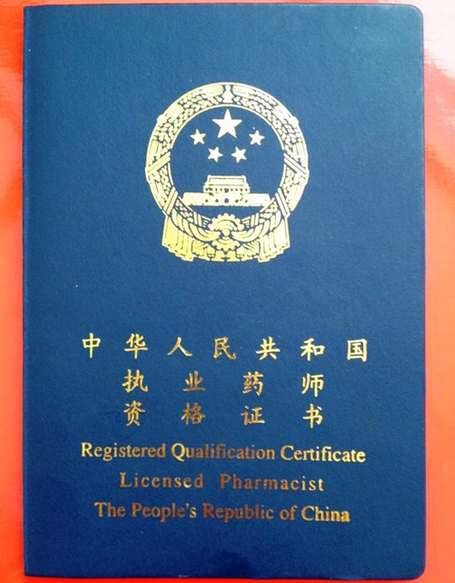 中华人民共和国
执业药师
资格证书
Registered Qualification Certificate
Licensed Pharmacist
The People's Republic of China